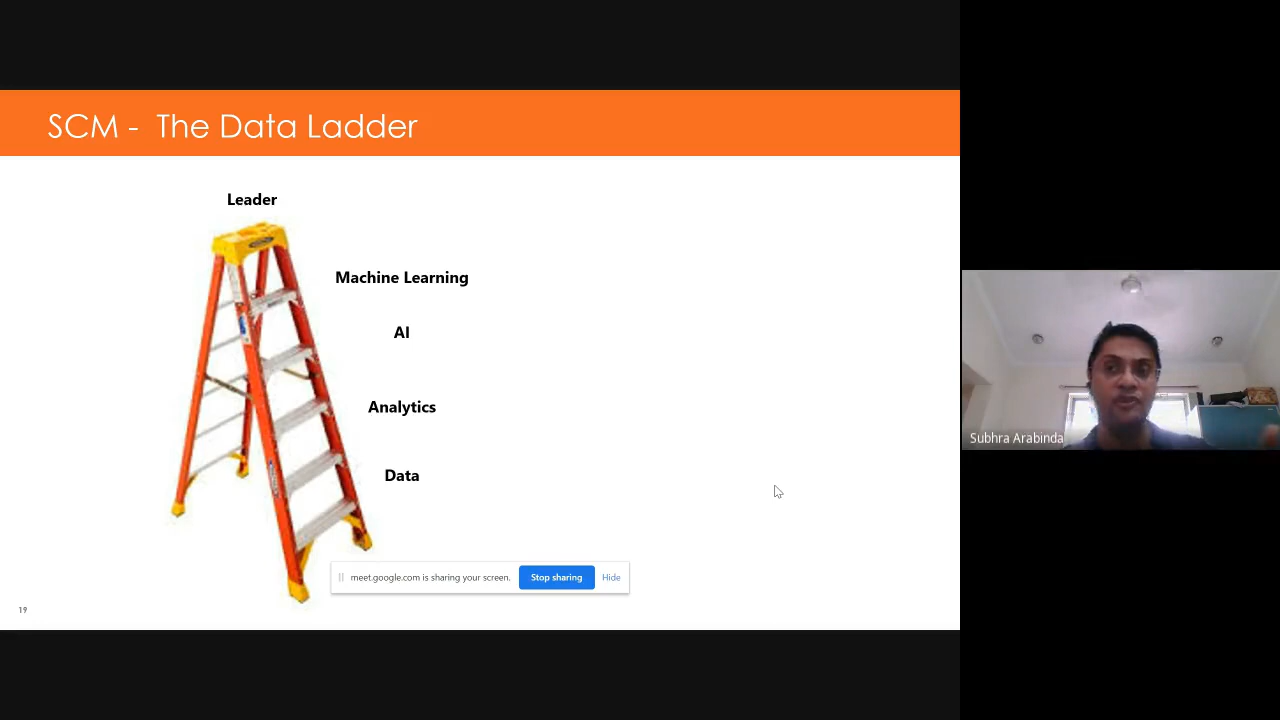 SCM - The Data Ladder
Leader
Machine Learning
AI
Analytics
Data
meet.google.com is sharing your screen. Stop sharing Hide
19
Subhra Arabinda